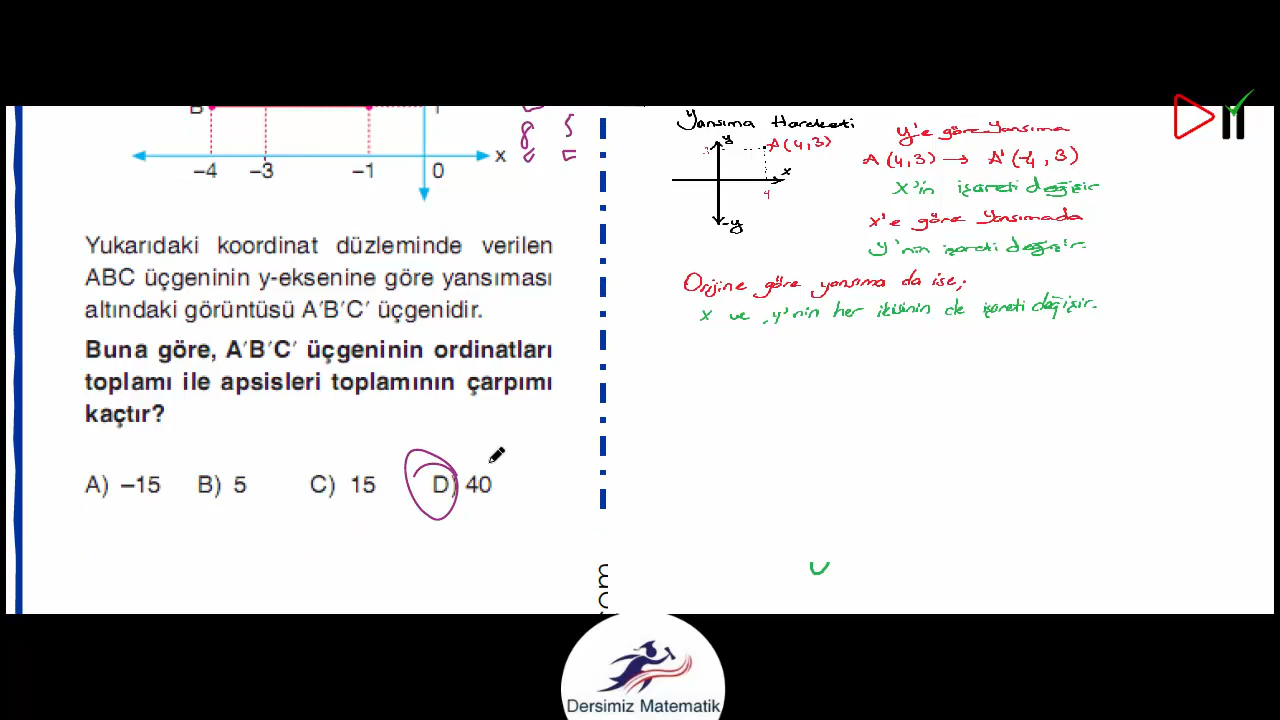 8 5
x
–4 –3 –1 0
Yukarıdaki koordinat düzleminde verilen
ABC üçgeninin y-eksenine göre yansıması
altındaki görüntüsü A′B′C′ üçgenidir.
Buna göre, A′B′C′ üçgeninin ordinatları
toplamı ile apsisleri toplamının çarpımı
kaçtır?
A) –15 B) 5 C) 15 D) 40
Yansıma Hareketi
y
A(4,3)
x
4
-y
y'e göre Yansıma
A(4,3) → A'(-4,3)
X'in işareti değişir
x'e göre Yansımada
y'nin işareti değişir.
Orijine göre yansıma da ise;
x ve y'nin her ikisinin de işareti değişir.
om
Dersimiz Matematik